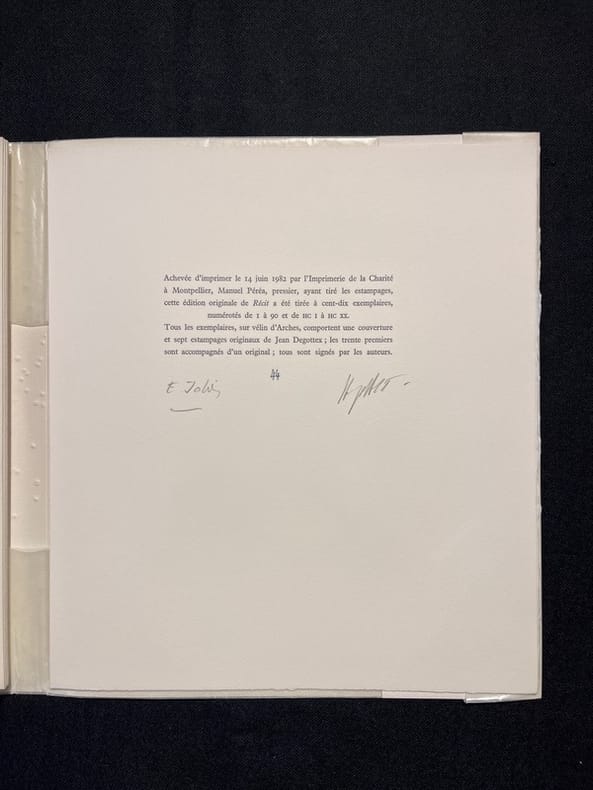 Achevée d'imprimer le 14 juin 1982 par l'Imprimerie de la Charité
à Montpellier, Manuel Péréa, pressier, ayant tiré les estampages,
cette édition originale de Récit a été tirée à cent-dix exemplaires,
numérotés de 1 à 90 et de HC I à HC XX.
Tous les exemplaires, sur vélin d'Arches, comportent une couverture
et sept estampages originaux de Jean Degottex ; les trente premiers
sont accompagnés d'un original ; tous sont signés par les auteurs.
44